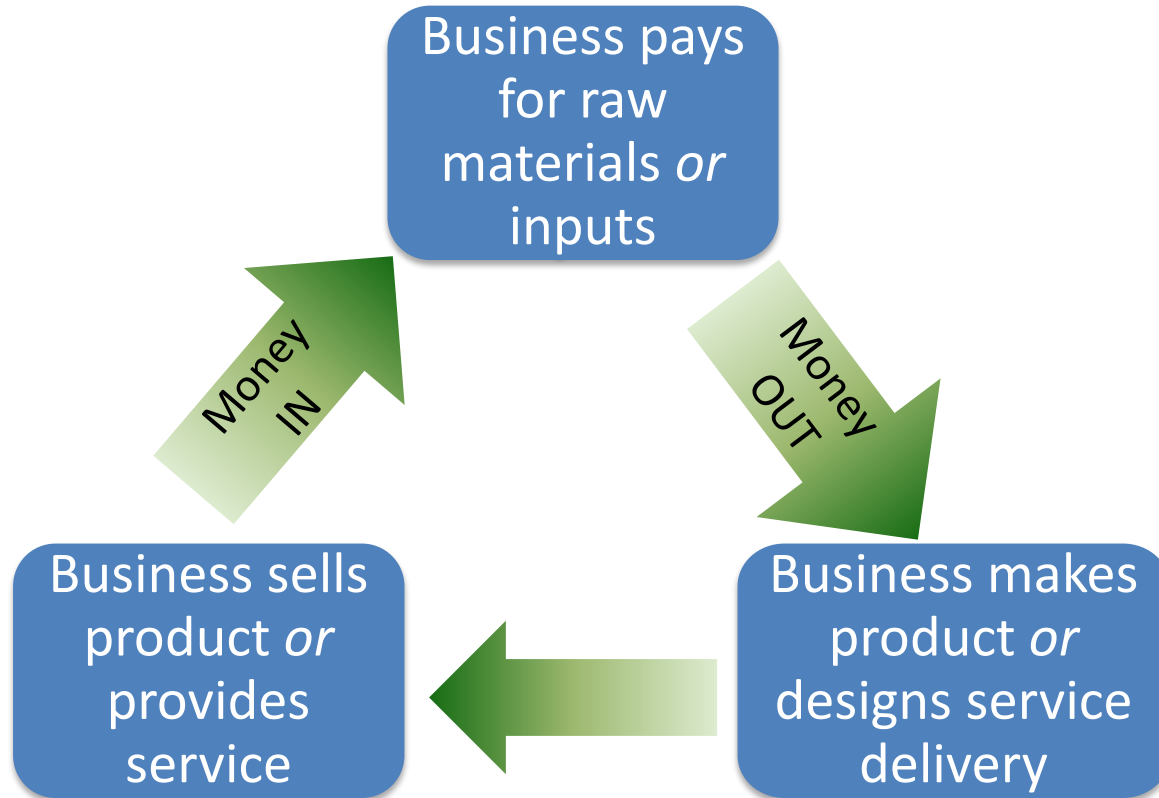 Business pays
for raw
materials or
inputs
Money
OUT
Business makes
product or
designs service
delivery
Business sells
product or
provides
service
Money
IN